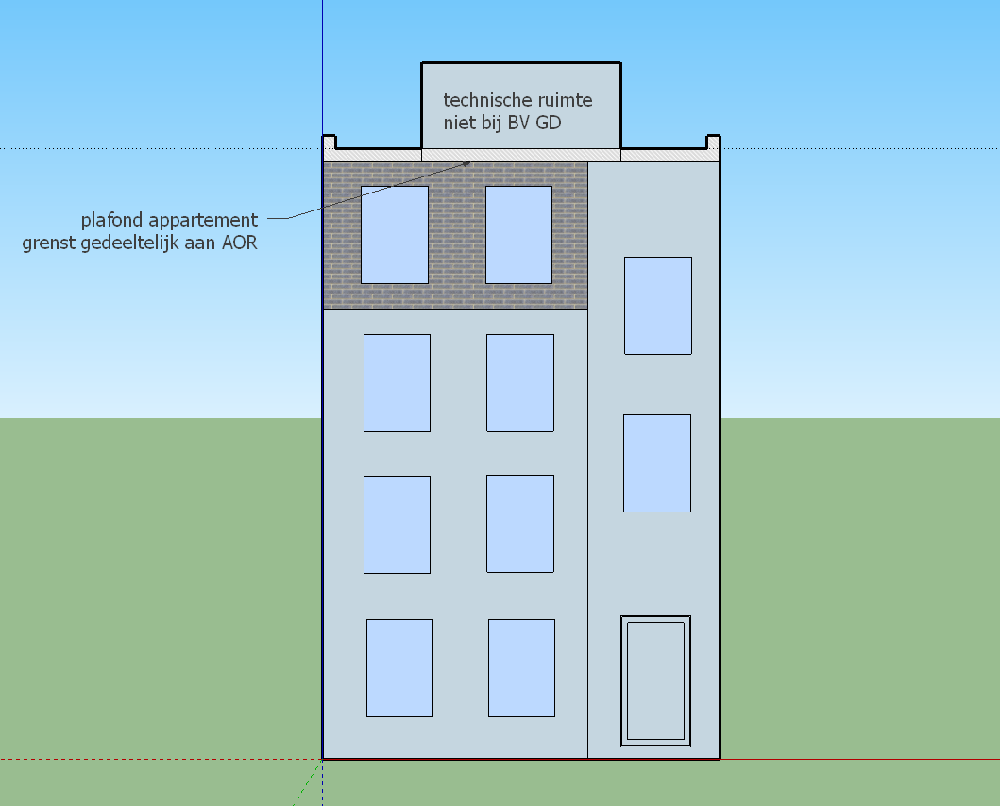 technische ruimte
niet bij BV GD
plafond appartement
grenst gedeeltelijk aan AOR